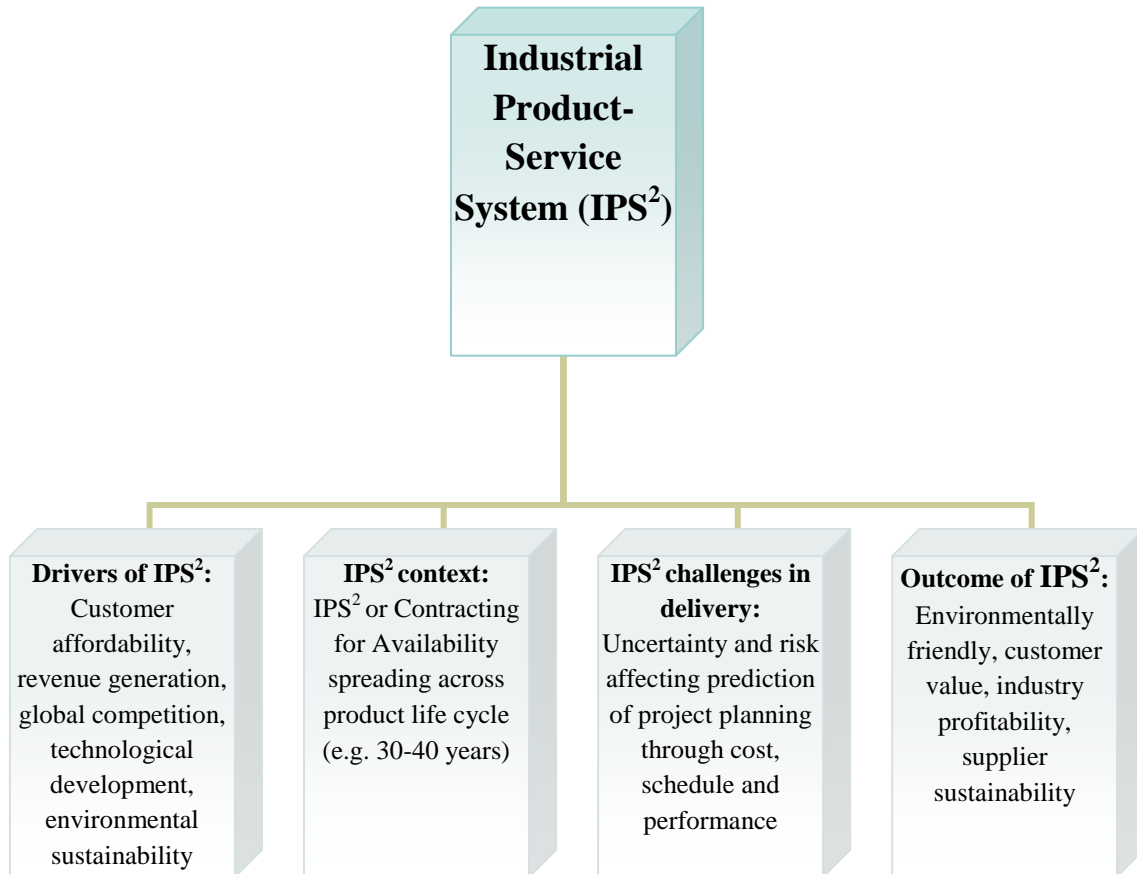 Industrial
Product-
Service
System (IPS²)
Drivers of IPS²:
Customer
affordability,
revenue generation,
global competition,
technological
development,
environmental
sustainability
IPS² context:
IPS² or Contracting
for Availability
spreading across
product life cycle
(e.g. 30-40 years)
IPS² challenges in
delivery:
Uncertainty and risk
affecting prediction
of project planning
through cost,
schedule and
performance
Outcome of IPS²:
Environmentally
friendly, customer
value, industry
profitability,
supplier
sustainability